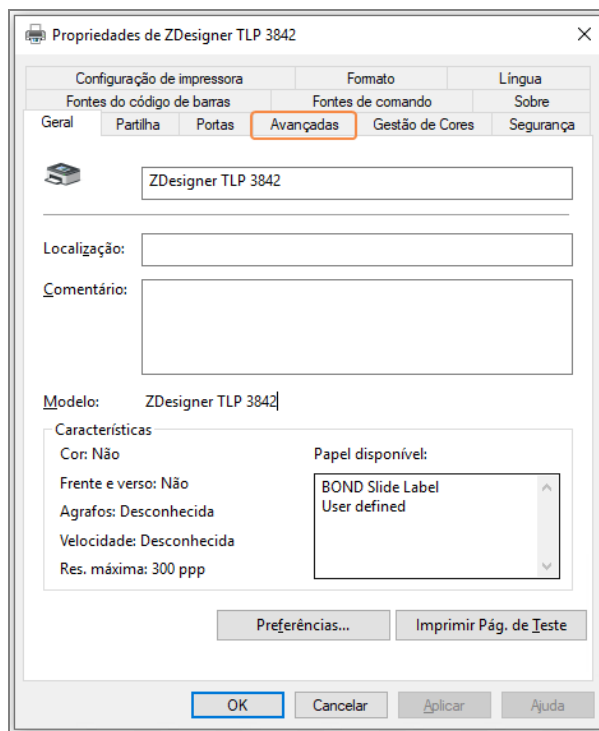 Propriedades de ZDesigner TLP 3842
Configuração de impressora Formato Língua
Fontes do código de barras Fontes de comando Sobre
Geral Partilha Portas Avançadas Gestão de Cores Segurança
ZDesigner TLP 3842
Localização:
Comentário:
Modelo: ZDesigner TLP 3842
Características
Cor: Não Papel disponível:
Frente e verso: Não BOND Slide Label
User defined
Agrafos: Desconhecida
Velocidade: Desconhecida
Res. máxima: 300 ppp
Preferências... Imprimir Pág. de Teste
OK Cancelar Aplicar Ajuda